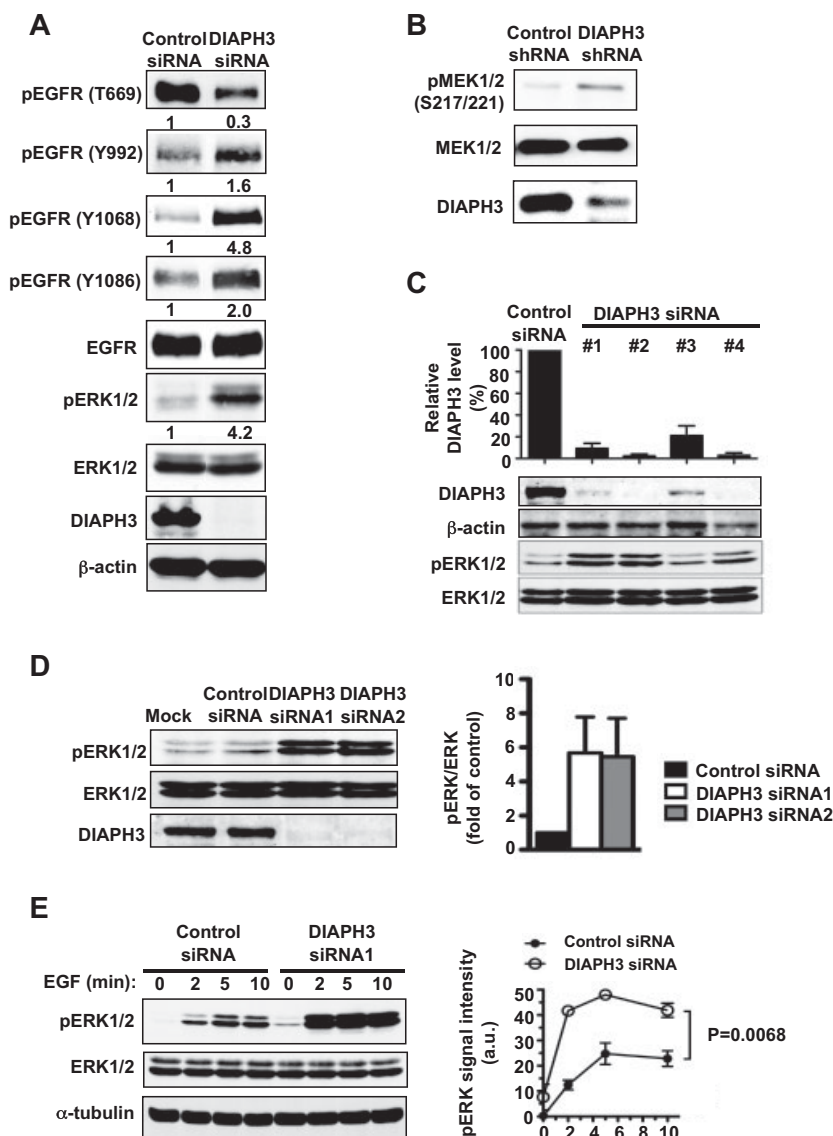 A
Control DIAPH3
siRNA siRNA
pEGFR (T669)
1 0.3
pEGFR (Y992)
1 1.6
pEGFR (Y1068)
1 4.8
pEGFR (Y1086)
1 2.0
EGFR
pERK1/2
1 4.2
ERK1/2
DIAPH3
β-actin
B
Control DIAPH3
shRNA shRNA
pMEK1/2
(S217/221)
MEK1/2
DIAPH3
C
Control
siRNA
DIAPH3 siRNA
#1 #2 #3 #4
Relative
DIAPH3 level
(%)
100
80
60
40
20
0
DIAPH3
β-actin
pERK1/2
ERK1/2
D
Mock
Control DIAPH3 DIAPH3
siRNA siRNA1 siRNA2
pERK1/2
ERK1/2
DIAPH3
pERK/ERK
(fold of control)
10
8
6
4
2
0
Control siRNA
DIAPH3 siRNA1
DIAPH3 siRNA2
E
Control DIAPH3
siRNA siRNA1
EGF (min): 0 2 5 10 0 2 5 10
pERK1/2
ERK1/2
α-tubulin
Control siRNA
DIAPH3 siRNA
pERK signal intensity
(a.u.)
50
40
30
20
10
0
0 2 4 6 8 10
P=0.0068